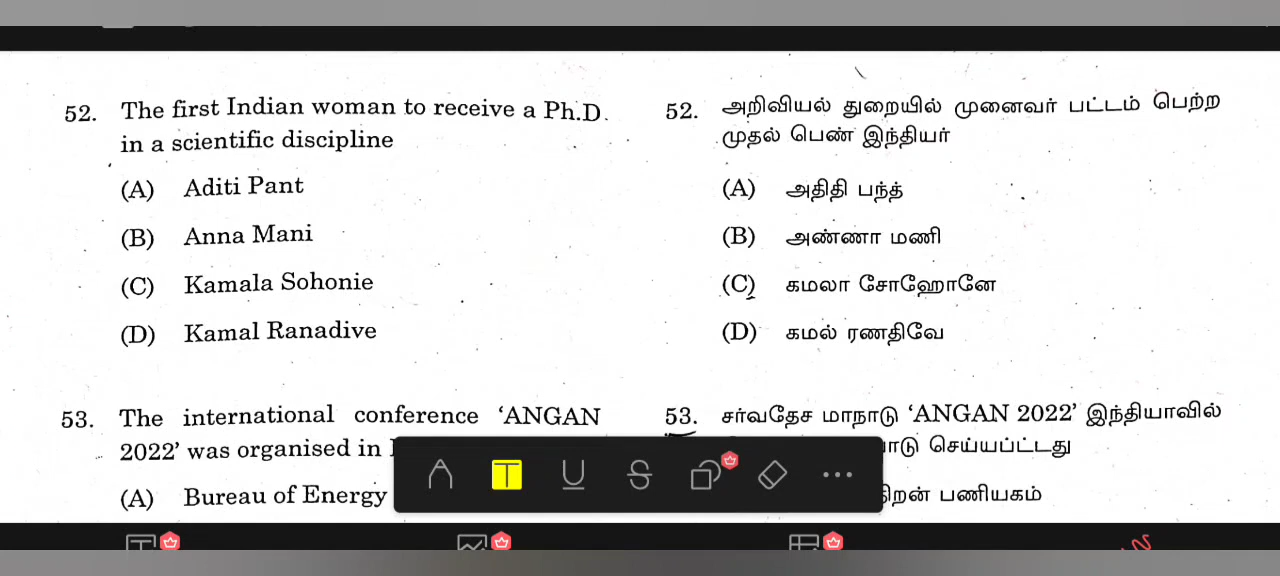 52. The first Indian woman to receive a Ph.D.
in a scientific discipline
(A) Aditi Pant
(B) Anna Mani
(C) Kamala Sohonie
(D) Kamal Ranadive
53. The international conference ‘ANGAN
2022’ was organised in
(A) Bureau of Energy
52. அறிவியல் துறையில் முனைவர் பட்டம் பெற்ற
முதல் பெண் இந்தியர்
(A) அதிதி பந்த்
(B) அண்ணா மணி
(C) கமலா சோஹோனே
(D) கமல் ரணதிவே
53. சர்வதேச மாநாடு ‘ANGAN 2022’ இந்தியாவில்
செய்யப்பட்டது
பணியகம்